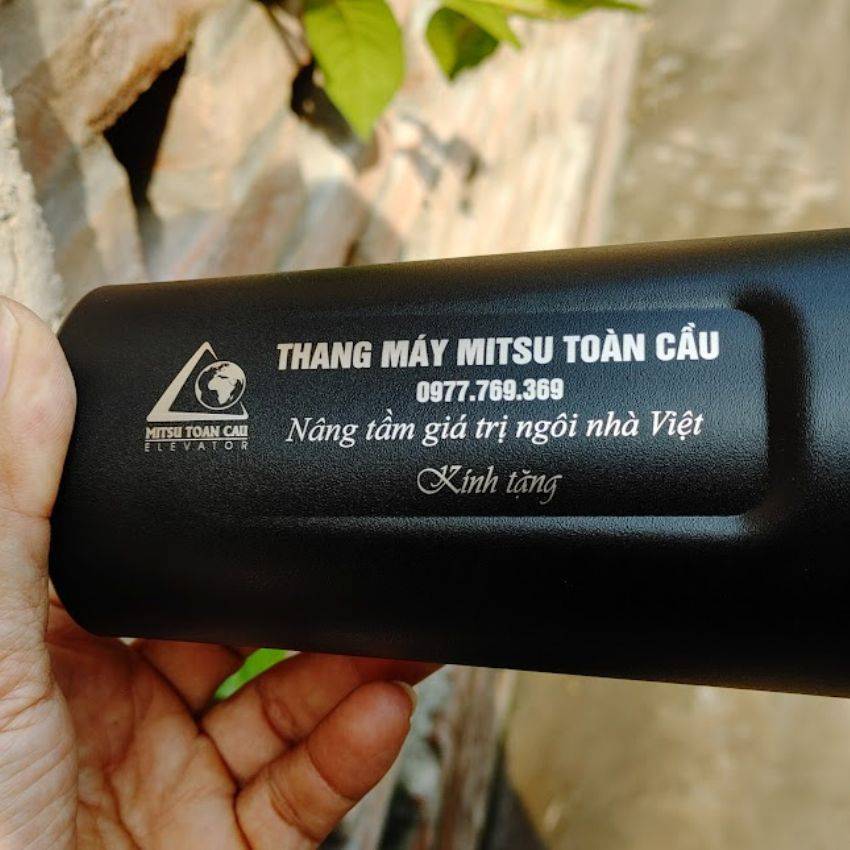 THANG MÁY MITSU TOÀN CẦU
0977.769.369
Nâng tầm giá trị ngôi nhà Việt
Kính tặng
MITSU TOAN CAU
ELEVATOR